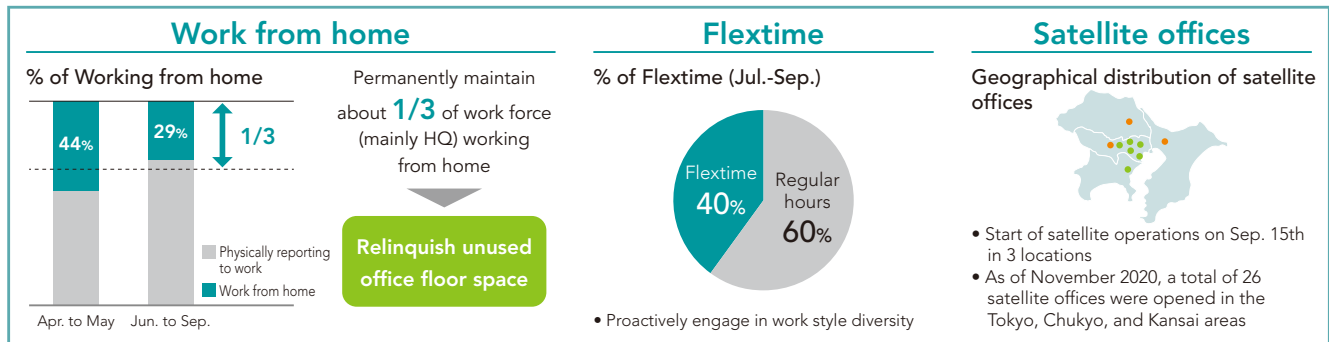 Work from home
% of Working from home
44%
29%
1/3
Physically reporting
to work
Work from home
Apr. to May
Jun. to Sep.
Permanently maintain
about 1/3 of work force
(mainly HQ) working
from home
Relinquish unused
office floor space
Flextime
% of Flextime (Jul.-Sep.)
Flextime
40%
Regular
hours
60%
• Proactively engage in work style diversity
Satellite offices
Geographical distribution of satellite
offices
• Start of satellite operations on Sep. 15th
in 3 locations
• As of November 2020, a total of 26
satellite offices were opened in the
Tokyo, Chukyo, and Kansai areas